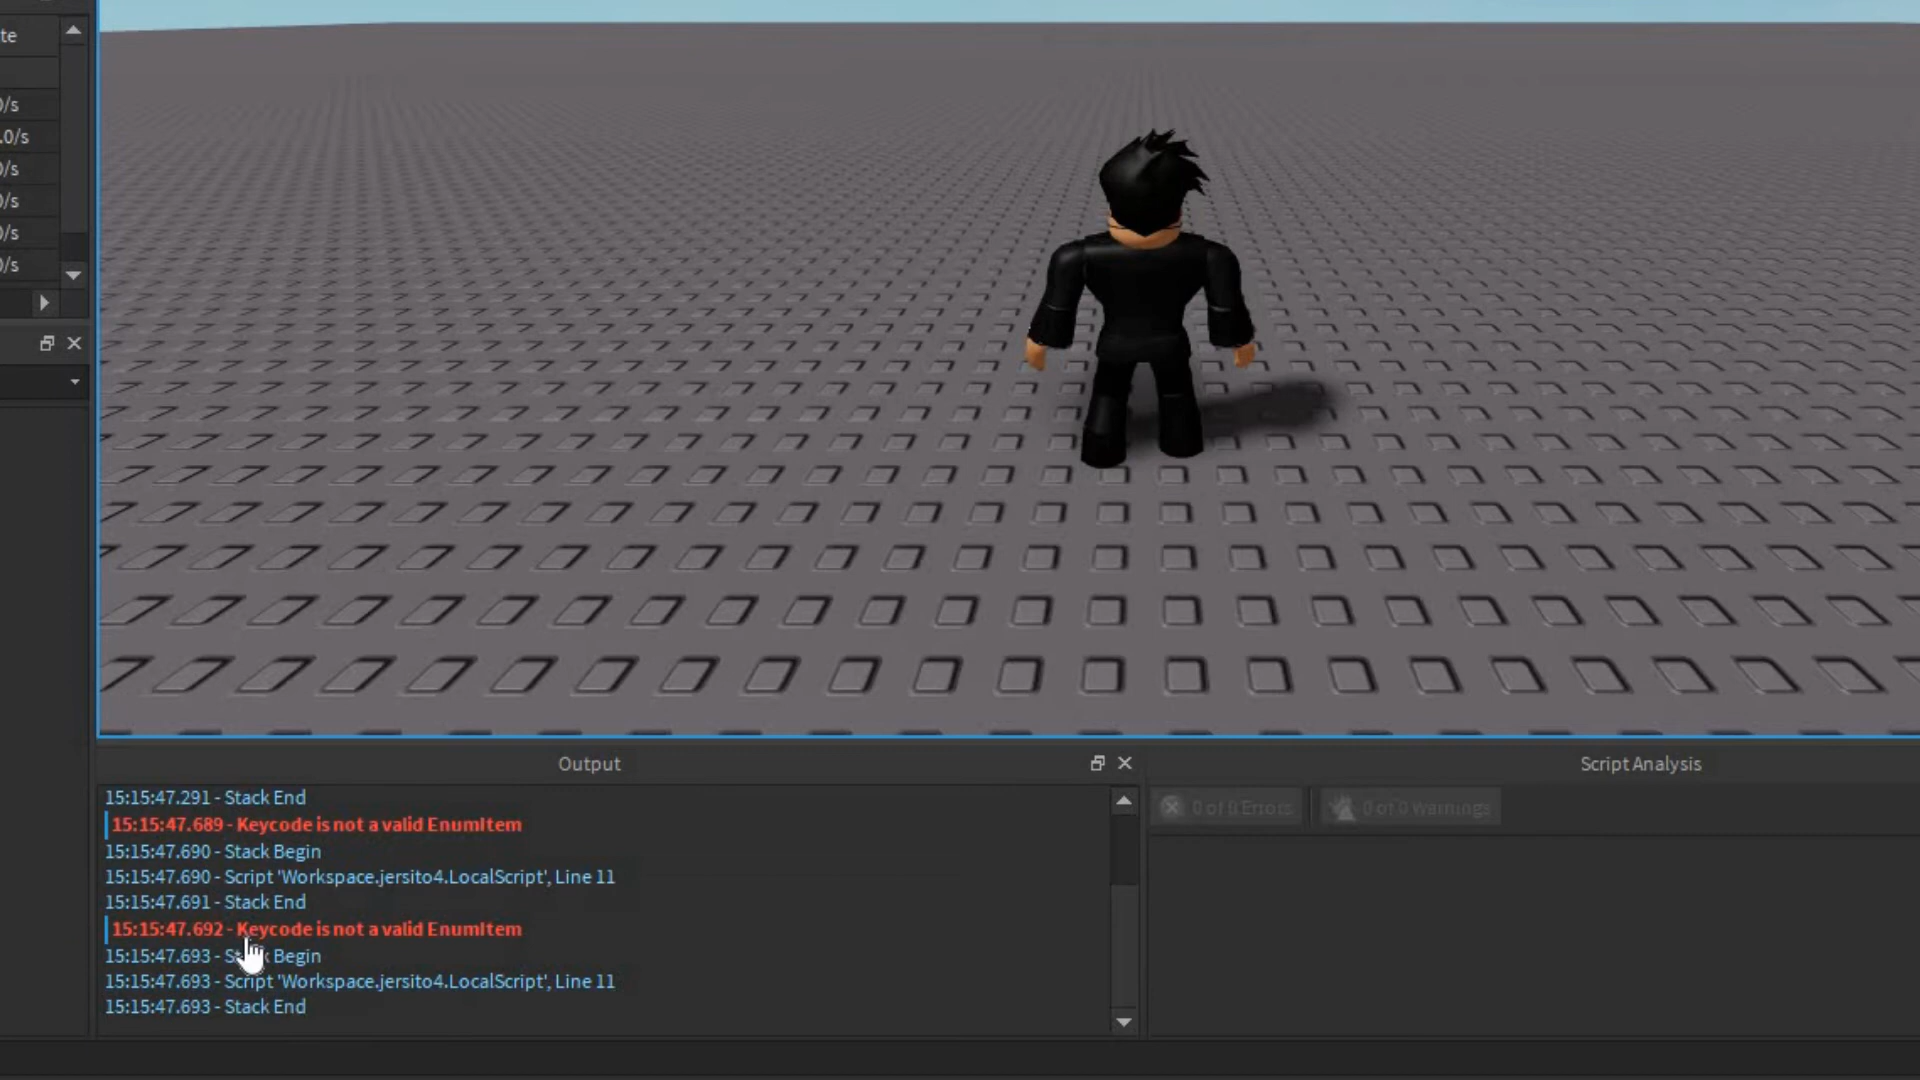 te
0/s
.0/s
0/s
0/s
0/s
0/s
Output
15:15:47.291 - Stack End
15:15:47.689 - Keycode is not a valid EnumItem
15:15:47.690 - Stack Begin
15:15:47.690 - Script 'Workspace.jersito4.LocalScript', Line 11
15:15:47.691 - Stack End
15:15:47.692 - Keycode is not a valid EnumItem
15:15:47.693 - Stack Begin
15:15:47.693 - Script 'Workspace.jersito4.LocalScript', Line 11
15:15:47.693 - Stack End
Script Analysis
0 of 0 Errors
0 of 0 Warnings